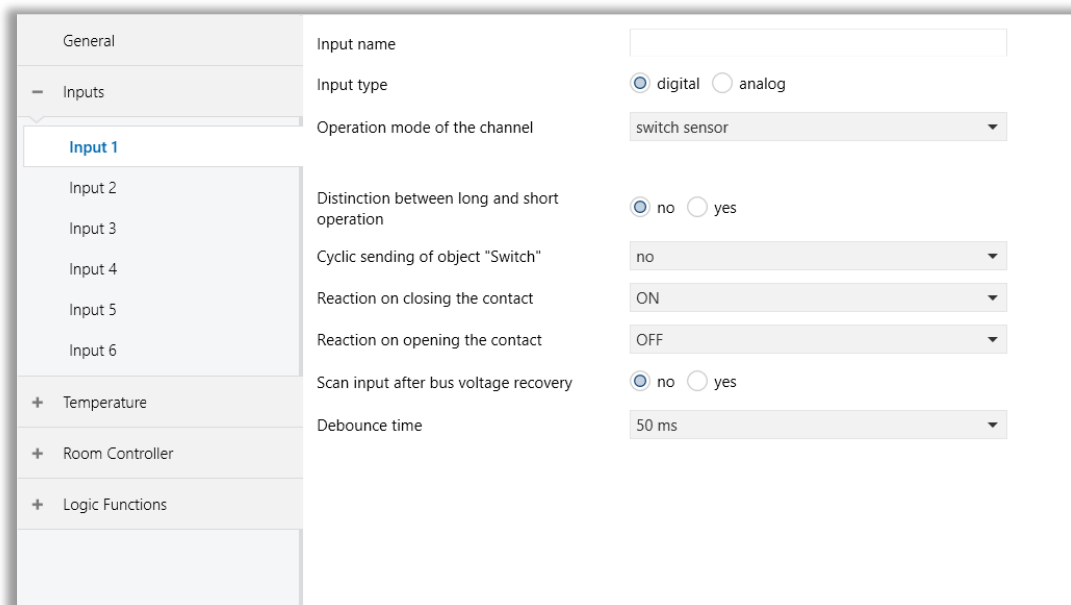 General
Inputs
Input 1
Input 2
Input 3
Input 4
Input 5
Input 6
Temperature
Room Controller
Logic Functions
Input name
Input type digital analog
Operation mode of the channel switch sensor
Distinction between long and short
operation no yes
Cyclic sending of object "Switch" no
Reaction on closing the contact ON
Reaction on opening the contact OFF
Scan input after bus voltage recovery no yes
Debounce time 50 ms